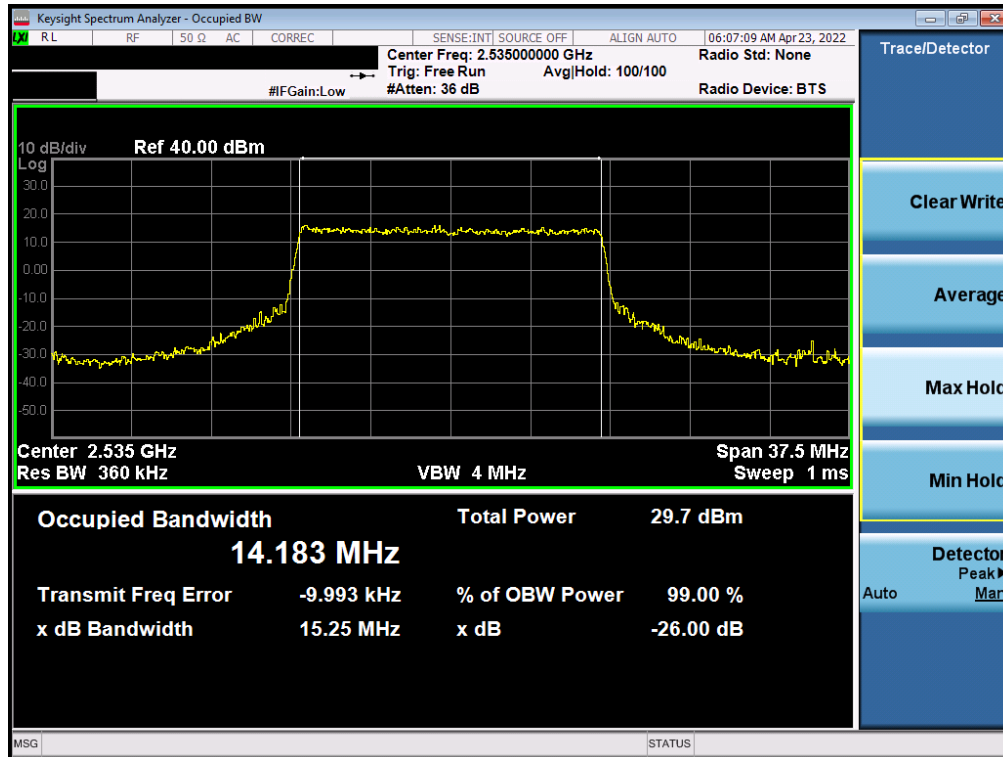 Keysight Spectrum Analyzer - Occupied BW
LXI RL RF 50 Ω AC CORREC SENSE:INT SOURCE OFF ALIGN AUTO 06:07:09 AM Apr 23, 2022
Center Freq: 2.535000000 GHz Radio Std: None
Trig: Free Run Avg|Hold: 100/100
#IFGain:Low #Atten: 36 dB Radio Device: BTS
10 dB/div Ref 40.00 dBm
Log
30.0
20.0
10.0
0.00
-10.0
-20.0
-30.0
-40.0
-50.0
Center 2.535 GHz Span 37.5 MHz
Res BW 360 kHz VBW 4 MHz Sweep 1 ms
Occupied Bandwidth Total Power 29.7 dBm
14.183 MHz
Transmit Freq Error -9.993 kHz % of OBW Power 99.00 %
x dB Bandwidth 15.25 MHz x dB -26.00 dB
MSG STATUS
Trace/Detector
Clear Write
Average
Max Hold
Min Hold
Detector
Peak▶
Auto Man